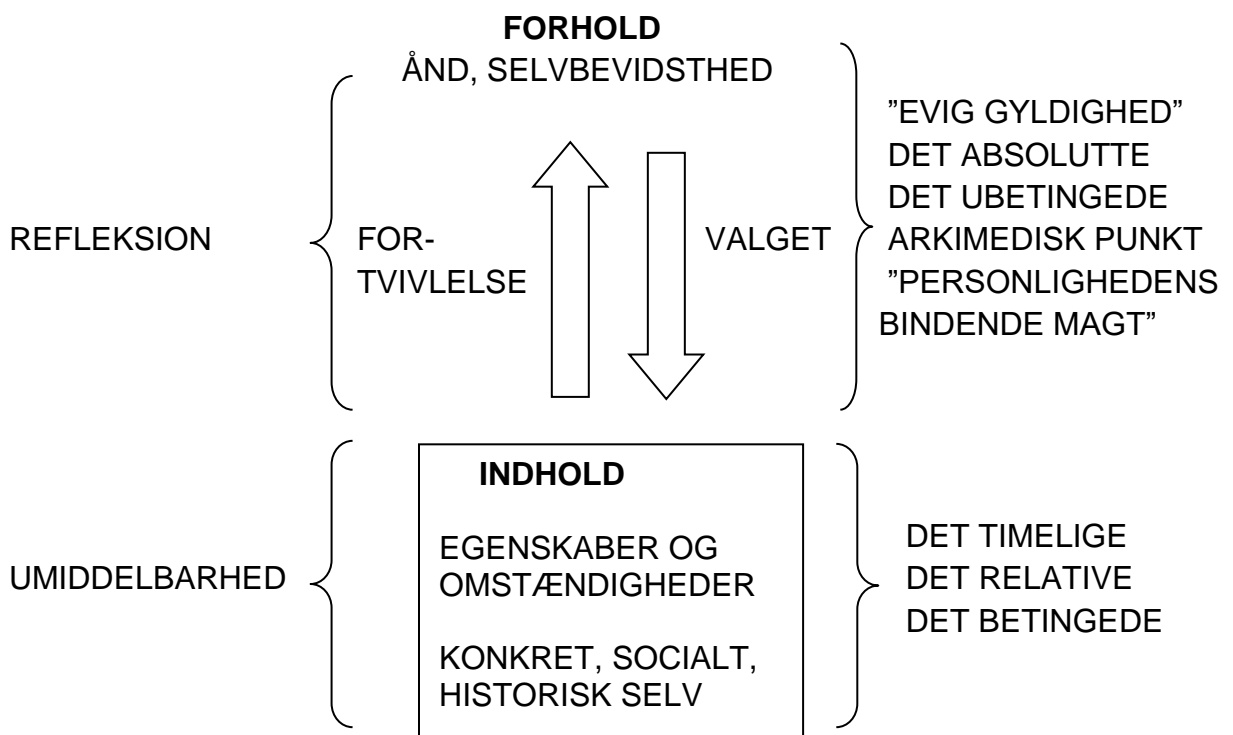 FORHOLD
ÅND, SELVBEVIDSTHED
REFLEKSION
FOR-
TVIVLELSE
VALGET
”EVIG GYLDIGHED”
DET ABSOLUTTE
DET UBETINGEDE
ARKIMEDISK PUNKT
”PERSONLIGHEDENS
BINDENDE MAGT”
UMIDDELBARHED
INDHOLD
EGENSKABER OG
OMSTÆNDIGHEDER
KONKRET, SOCIALT,
HISTORISK SELV
DET TIMELIGE
DET RELATIVE
DET BETINGEDE